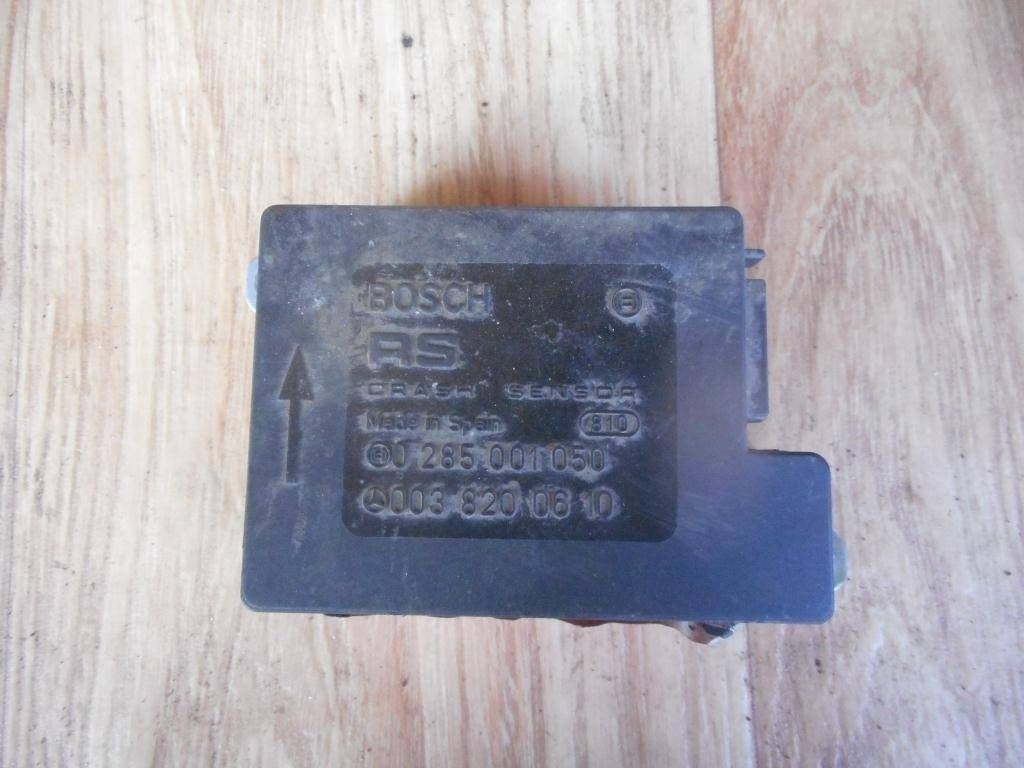 BOSCH
RS
CRASH SENSOR
Made in Spain 810
0 285 001 050
003 820 06 10